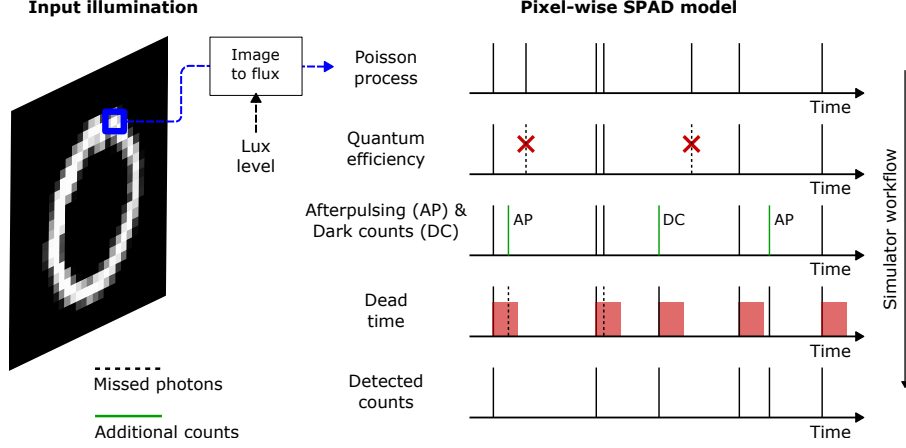 Input illumination
Pixel-wise SPAD model
Image
to flux
Lux
level
Poisson
process
Time
Quantum
efficiency
Time
Afterpulsing (AP) &
Dark counts (DC)
AP
DC
AP
Time
Dead
time
Time
Detected
counts
Time
Simulator workflow
Missed photons
Additional counts